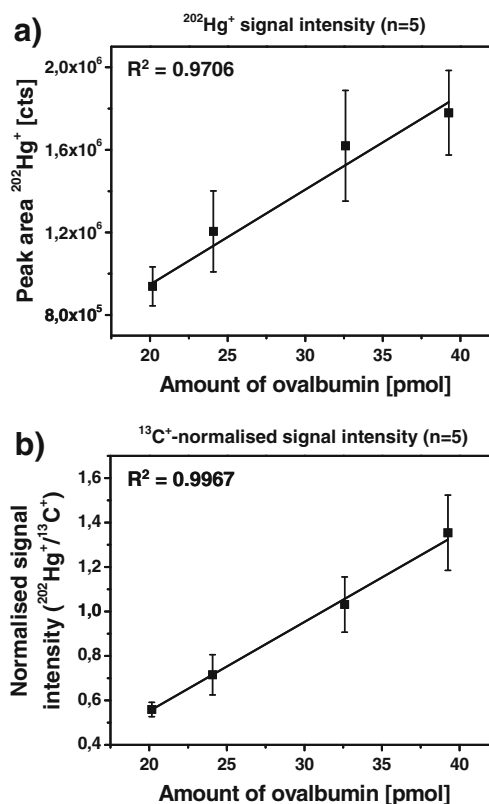 a)
²⁰²Hg⁺ signal intensity (n=5)
R² = 0.9706
Peak area ²⁰²Hg⁺ [cts]
2,0x10⁶
1,6x10⁶
1,2x10⁶
8,0x10⁵
20 25 30 35 40
Amount of ovalbumin [pmol]
b)
¹³C⁺-normalised signal intensity (n=5)
R² = 0.9967
Normalised signal
intensity (²⁰²Hg⁺/¹³C⁺)
1,6
1,4
1,2
1,0
0,8
0,6
0,4
20 25 30 35 40
Amount of ovalbumin [pmol]